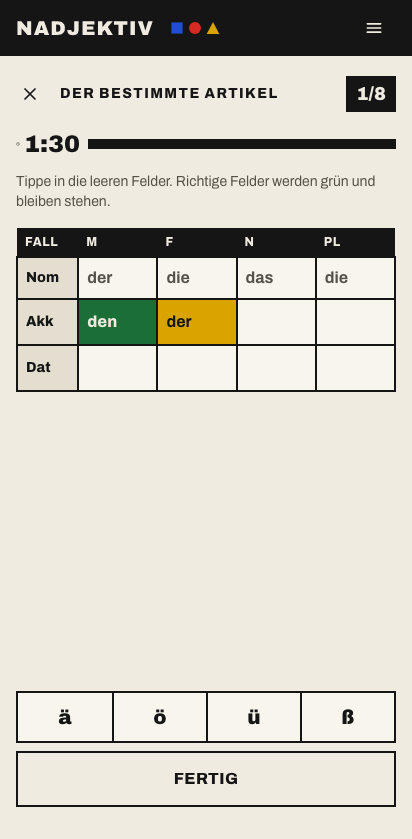 NADJEKTIV
DER BESTIMMTE ARTIKEL 1/8
1:30
Tippe in die leeren Felder. Richtige Felder werden grün und
bleiben stehen.
FALL M F N PL
Nom der die das die
Akk den der
Dat
ä ö ü ß
FERTIG